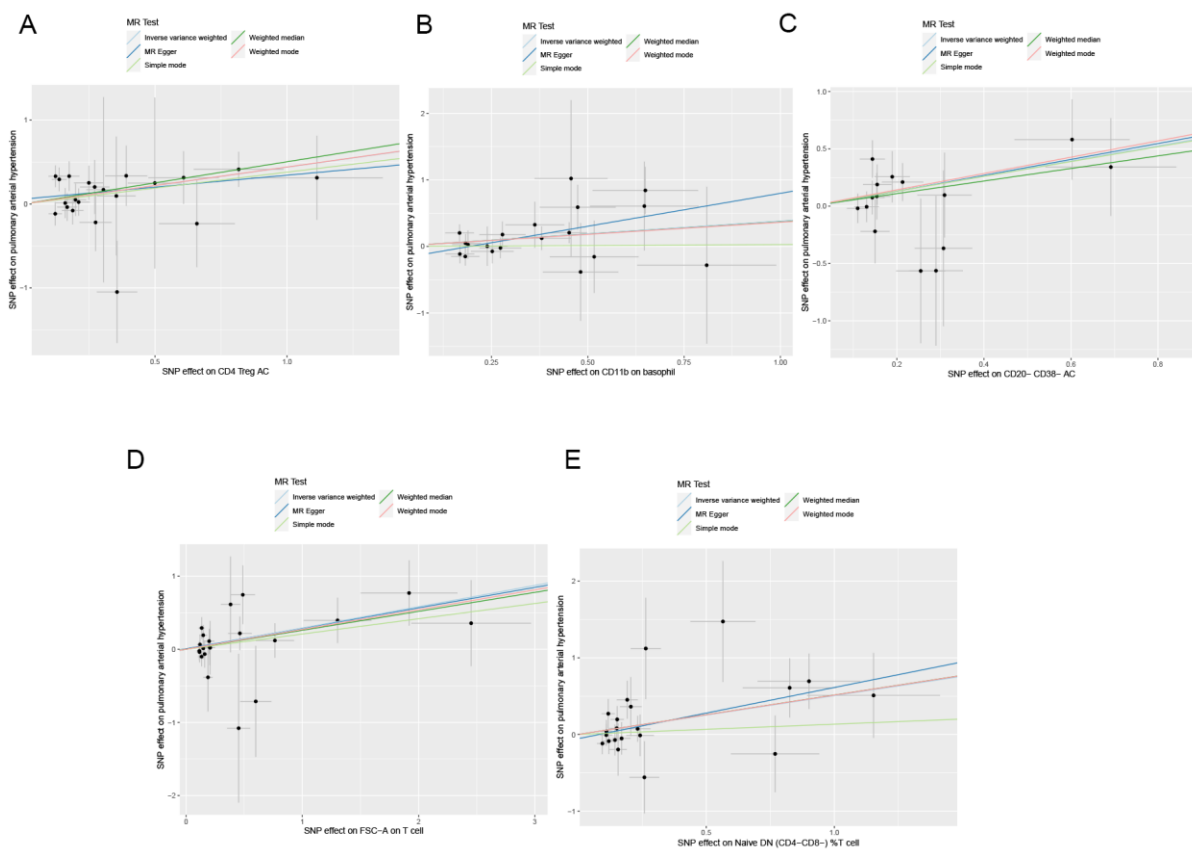 A
MR Test
Inverse variance weighted
Weighted median
MR Egger
Weighted mode
Simple mode
SNP effect on pulmonary arterial hypertension
1
0
−1
0.5
1.0
SNP effect on CD4 Treg AC
B
MR Test
Inverse variance weighted
Weighted median
MR Egger
Weighted mode
Simple mode
SNP effect on pulmonary arterial hypertension
2
1
0
−1
0.25
0.50
0.75
1.00
SNP effect on CD11b on basophil
C
MR Test
Inverse variance weighted
Weighted median
MR Egger
Weighted mode
Simple mode
SNP effect on pulmonary arterial hypertension
1.0
0.5
0.0
−0.5
−1.0
0.2
0.4
0.6
0.8
SNP effect on CD20− CD38− AC
D
MR Test
Inverse variance weighted
Weighted median
MR Egger
Weighted mode
Simple mode
SNP effect on pulmonary arterial hypertension
1
0
−1
−2
0
1
2
3
SNP effect on FSC−A on T cell
E
MR Test
Inverse variance weighted
Weighted median
MR Egger
Weighted mode
Simple mode
SNP effect on pulmonary arterial hypertension
2
1
0
−1
0.5
1.0
SNP effect on Naive DN (CD4−CD8−) %T cell